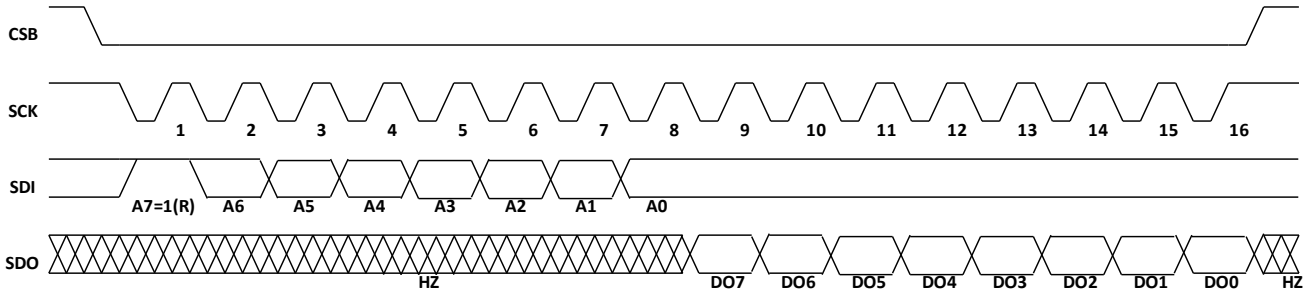 CSB
SCK
1 2 3 4 5 6 7 8 9 10 11 12 13 14 15 16
SDI
A7=1(R) A6 A5 A4 A3 A2 A1 A0
SDO
HZ DO7 DO6 DO5 DO4 DO3 DO2 DO1 DO0 HZ